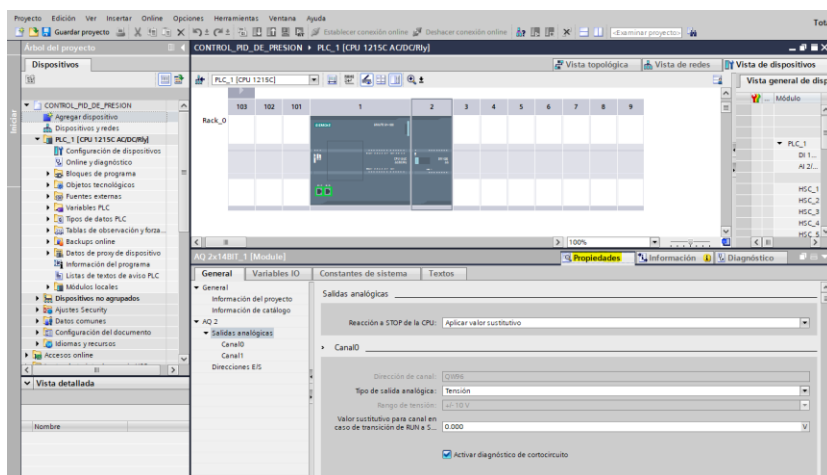 Proyecto Edición Ver Insertar Online Opciones Herramientas Ventana Ayuda
Tot
Guardar proyecto
Establecer conexión online Deshacer conexión online
<Examinar proyecto>
Árbol del proyecto
CONTROL_PID_DE_PRESION PLC_1 [CPU 1215C AC/DC/Rly]
Dispositivos
Vista topológica Vista de redes Vista de dispositivos
PLC_1 [CPU 1215C]
Vista general de disp
Iniciar
CONTROL_PID_DE_PRESION
Agregar dispositivo
Dispositivos y redes
PLC_1 [CPU 1215C AC/DC/Rly]
Configuración de dispositivos
Online y diagnóstico
Bloques de programa
Objetos tecnológicos
Fuentes externas
Variables PLC
Tipos de datos PLC
Tablas de observación y forza...
Backups online
Datos de proxy de dispositivo
Información del programa
Listas de textos de aviso PLC
Módulos locales
Dispositivos no agrupados
Ajustes Security
Datos comunes
Configuración del documento
Idiomas y recursos
Accesos online
Vista detallada
Nombre
103 102 101 1 2 3 4 5 6 7 8 9
Rack_0
SIEMENS
... Módulo
PLC_1
DI 1...
AI 2/...
HSC_1
HSC_2
HSC_3
HSC_4
HSC_5
100%
AQ 2x14BIT_1 [Module]
Propiedades Información Diagnóstico
General Variables IO Constantes de sistema Textos
General
Información del proyecto
Información de catálogo
AQ 2
Salidas analógicas
Canal0
Canal1
Direcciones E/S
Salidas analógicas
Reacción a STOP de la CPU: Aplicar valor sustitutivo
Canal0
Dirección de canal: QW96
Tipo de salida analógica: Tensión
Rango de tensión: +/- 10 V
Valor sustitutivo para canal en
caso de transición de RUN a S... 0.000 V
Activar diagnóstico de cortocircuito